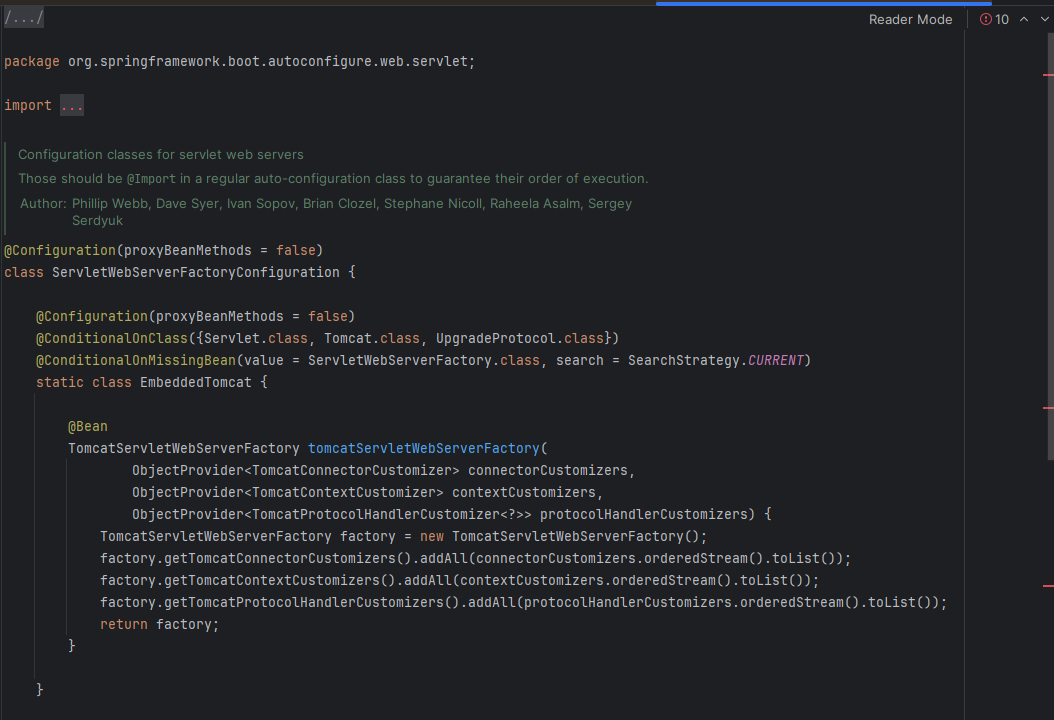 /.../
Reader Mode
10
package org.springframework.boot.autoconfigure.web.servlet;
import ...
Configuration classes for servlet web servers
Those should be @Import in a regular auto-configuration class to guarantee their order of execution.
Author: Phillip Webb, Dave Syer, Ivan Sopov, Brian Clozel, Stephane Nicoll, Raheela Asalm, Sergey
Serdyuk
@Configuration(proxyBeanMethods = false)
class ServletWebServerFactoryConfiguration {
@Configuration(proxyBeanMethods = false)
@ConditionalOnClass({Servlet.class, Tomcat.class, UpgradeProtocol.class})
@ConditionalOnMissingBean(value = ServletWebServerFactory.class, search = SearchStrategy.CURRENT)
static class EmbeddedTomcat {
@Bean
TomcatServletWebServerFactory tomcatServletWebServerFactory(
ObjectProvider<TomcatConnectorCustomizer> connectorCustomizers,
ObjectProvider<TomcatContextCustomizer> contextCustomizers,
ObjectProvider<TomcatProtocolHandlerCustomizer<?>> protocolHandlerCustomizers) {
TomcatServletWebServerFactory factory = new TomcatServletWebServerFactory();
factory.getTomcatConnectorCustomizers().addAll(connectorCustomizers.orderedStream().toList());
factory.getTomcatContextCustomizers().addAll(contextCustomizers.orderedStream().toList());
factory.getTomcatProtocolHandlerCustomizers().addAll(protocolHandlerCustomizers.orderedStream().toList());
return factory;
}
}